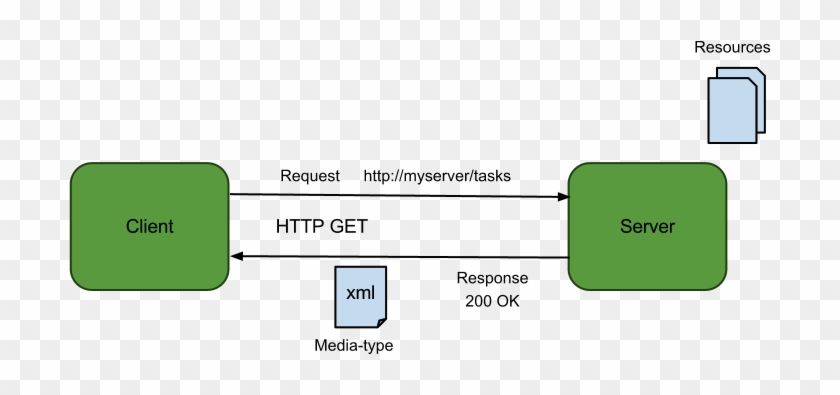 Resources
Request http://myserver/tasks
Client
HTTP GET
Server
Response
200 OK
xml
Media-type